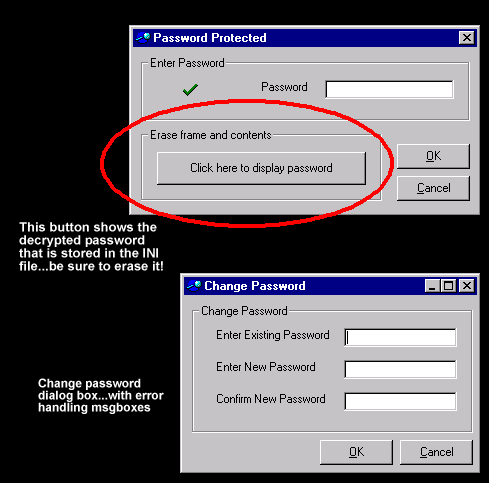 Password Protected
Enter Password
Password
Erase frame and contents
Click here to display password
OK
Cancel
This button shows the
decrypted password
that is stored in the INI
file...be sure to erase it!
Change Password
Change Password
Enter Existing Password
Enter New Password
Confirm New Password
OK
Cancel
Change password
dialog box...with error
handling msgboxes